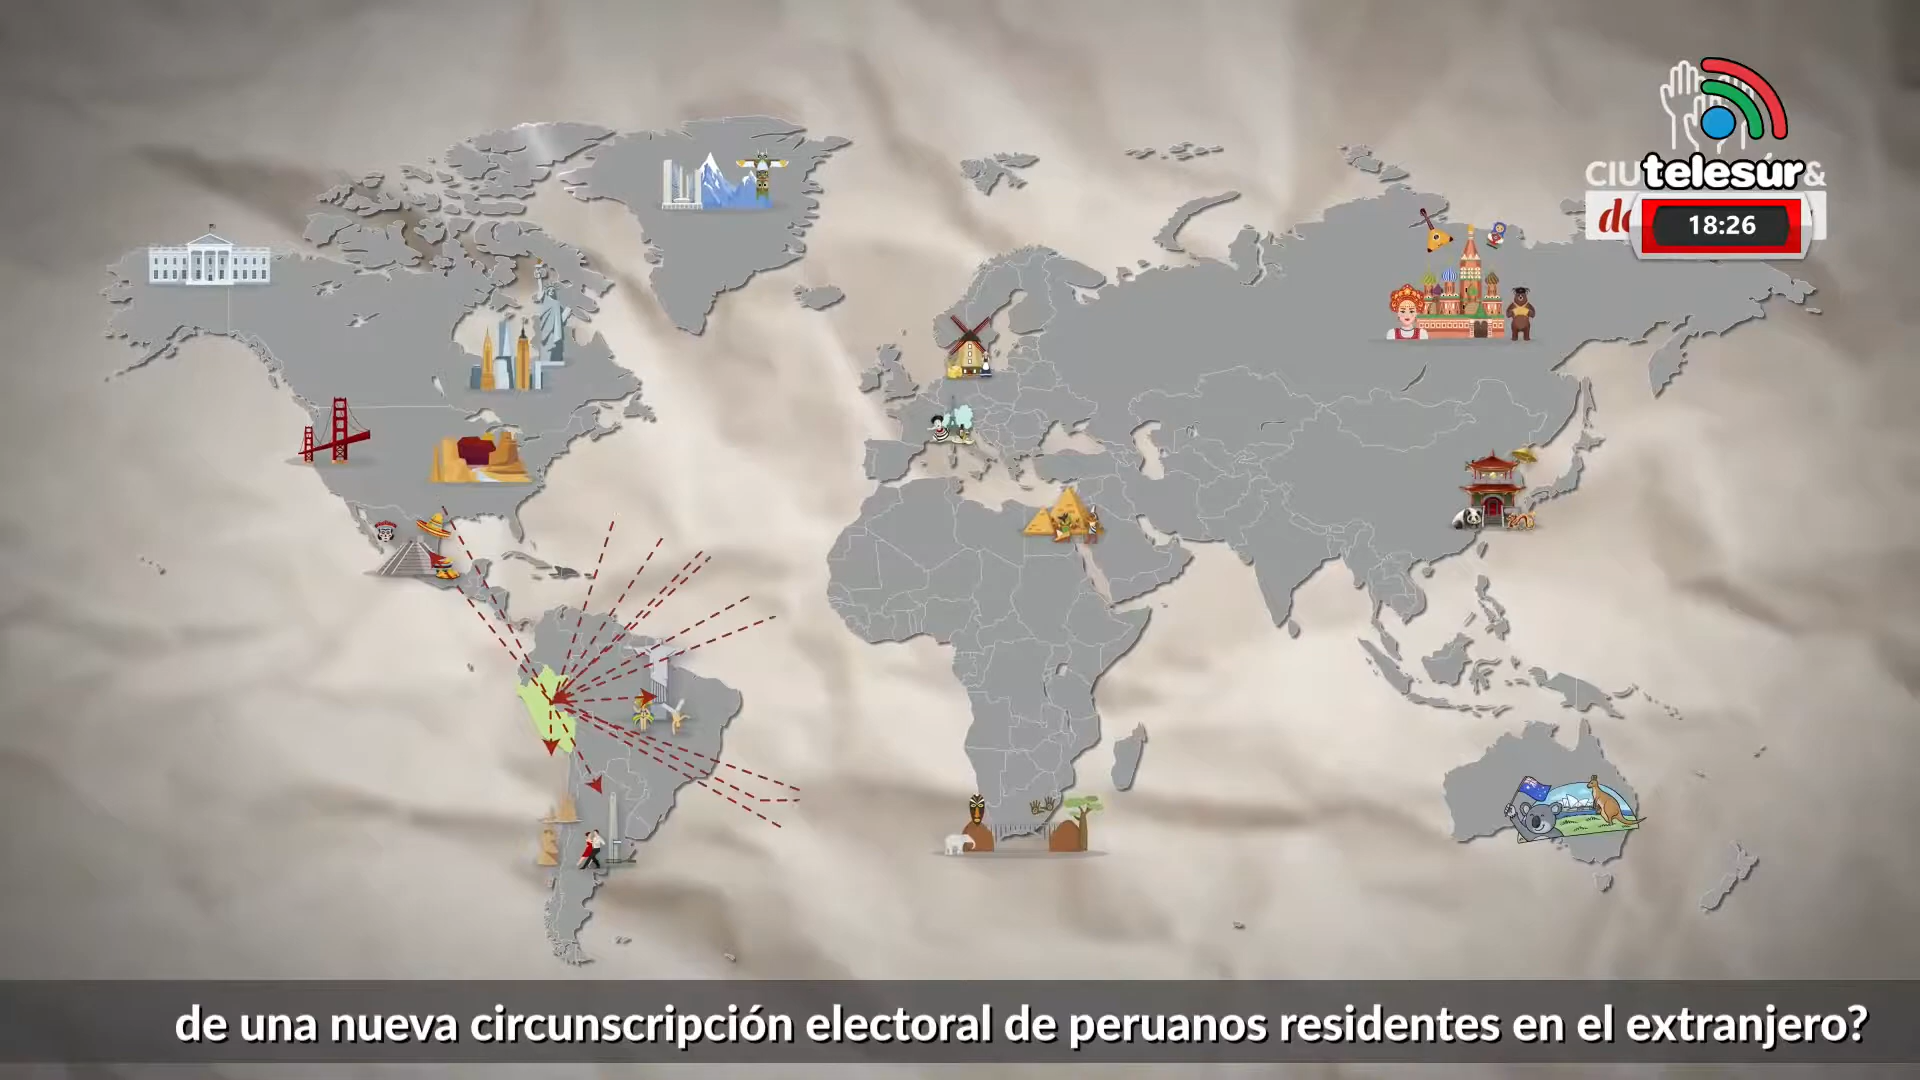 CIU telesur &
18:26
de una nueva circunscripción electoral de peruanos residentes en el extranjero?